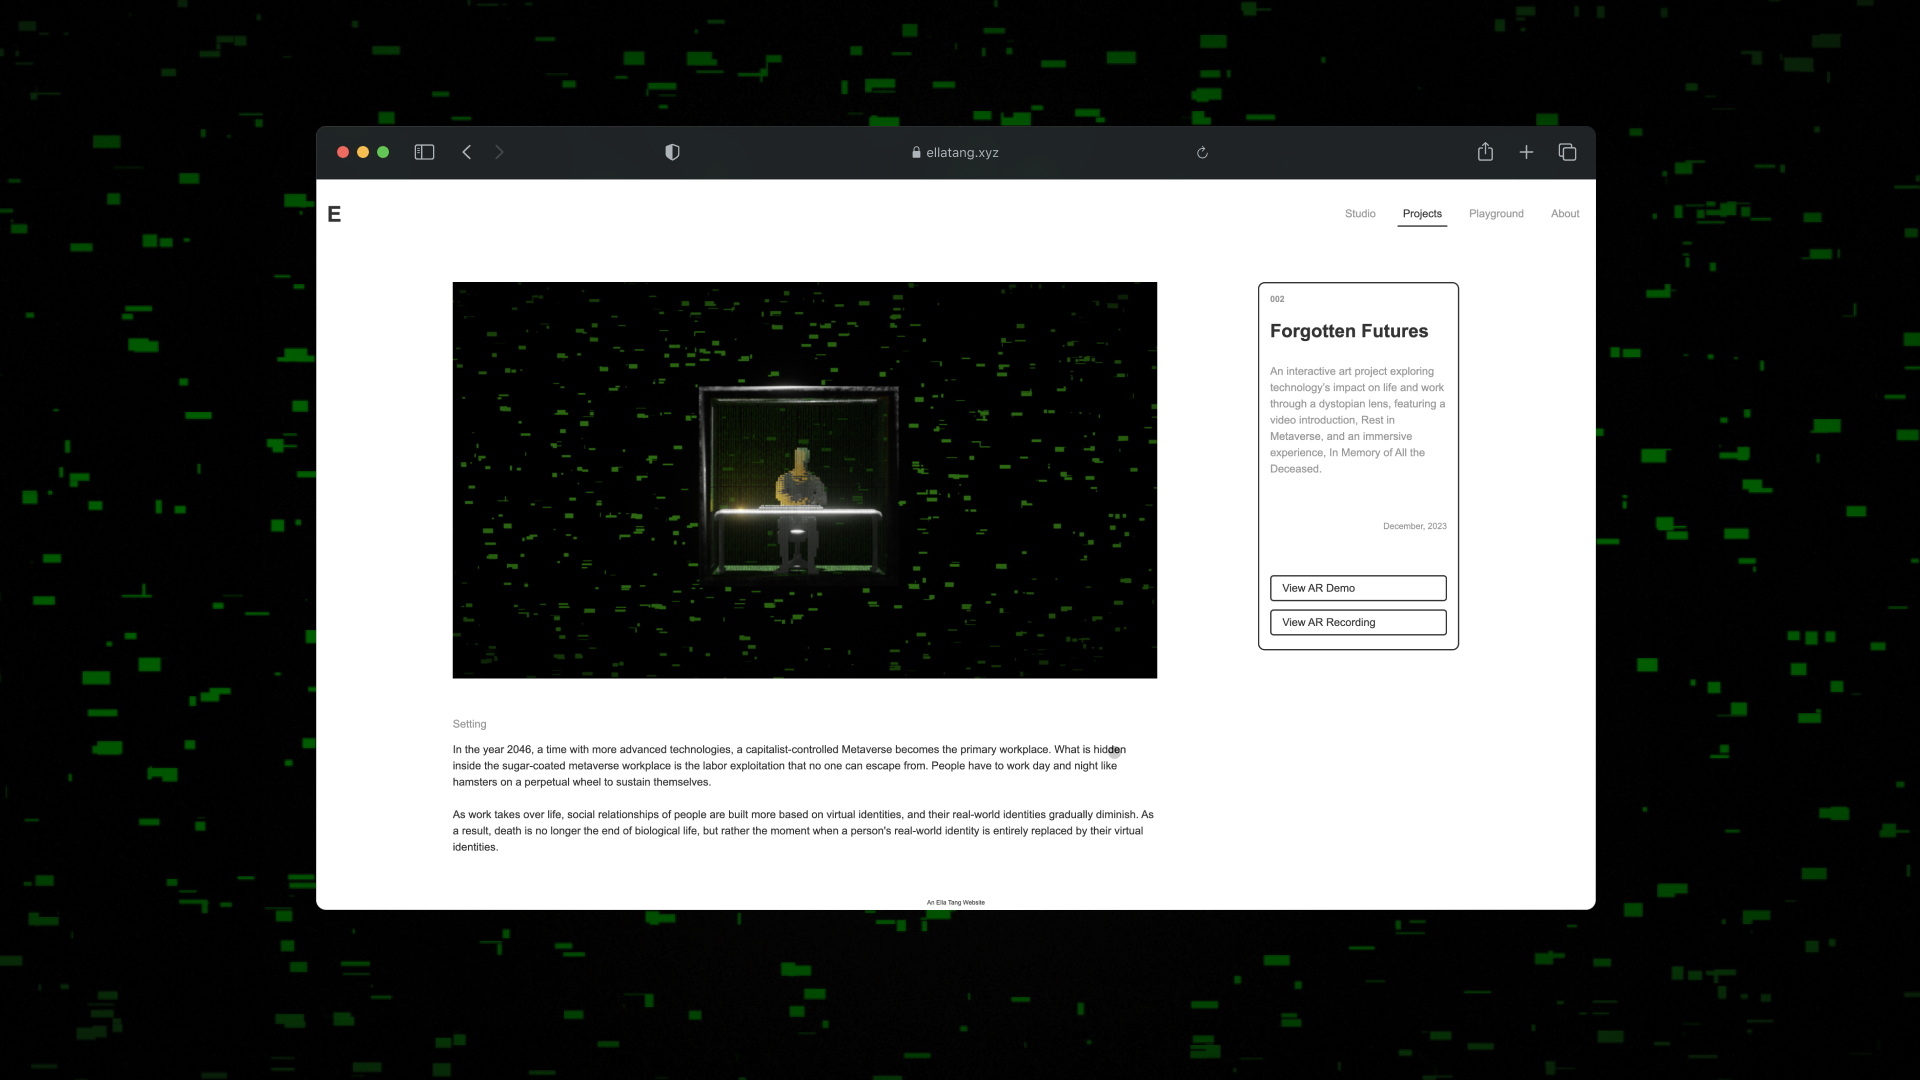 ellatang.xyz
E
Studio Projects Playground About
002
Forgotten Futures
An interactive art project exploring
technology's impact on life and work
through a dystopian lens, featuring a
video introduction, Rest in
Metaverse, and an immersive
experience, In Memory of All the
Deceased.
December, 2023
View AR Demo
View AR Recording
Setting
In the year 2046, a time with more advanced technologies, a capitalist-controlled Metaverse becomes the primary workplace. What is hidden
inside the sugar-coated metaverse workplace is the labor exploitation that no one can escape from. People have to work day and night like
hamsters on a perpetual wheel to sustain themselves.
As work takes over life, social relationships of people are built more based on virtual identities, and their real-world identities gradually diminish. As
a result, death is no longer the end of biological life, but rather the moment when a person's real-world identity is entirely replaced by their virtual
identities.
An Ella Tang Website